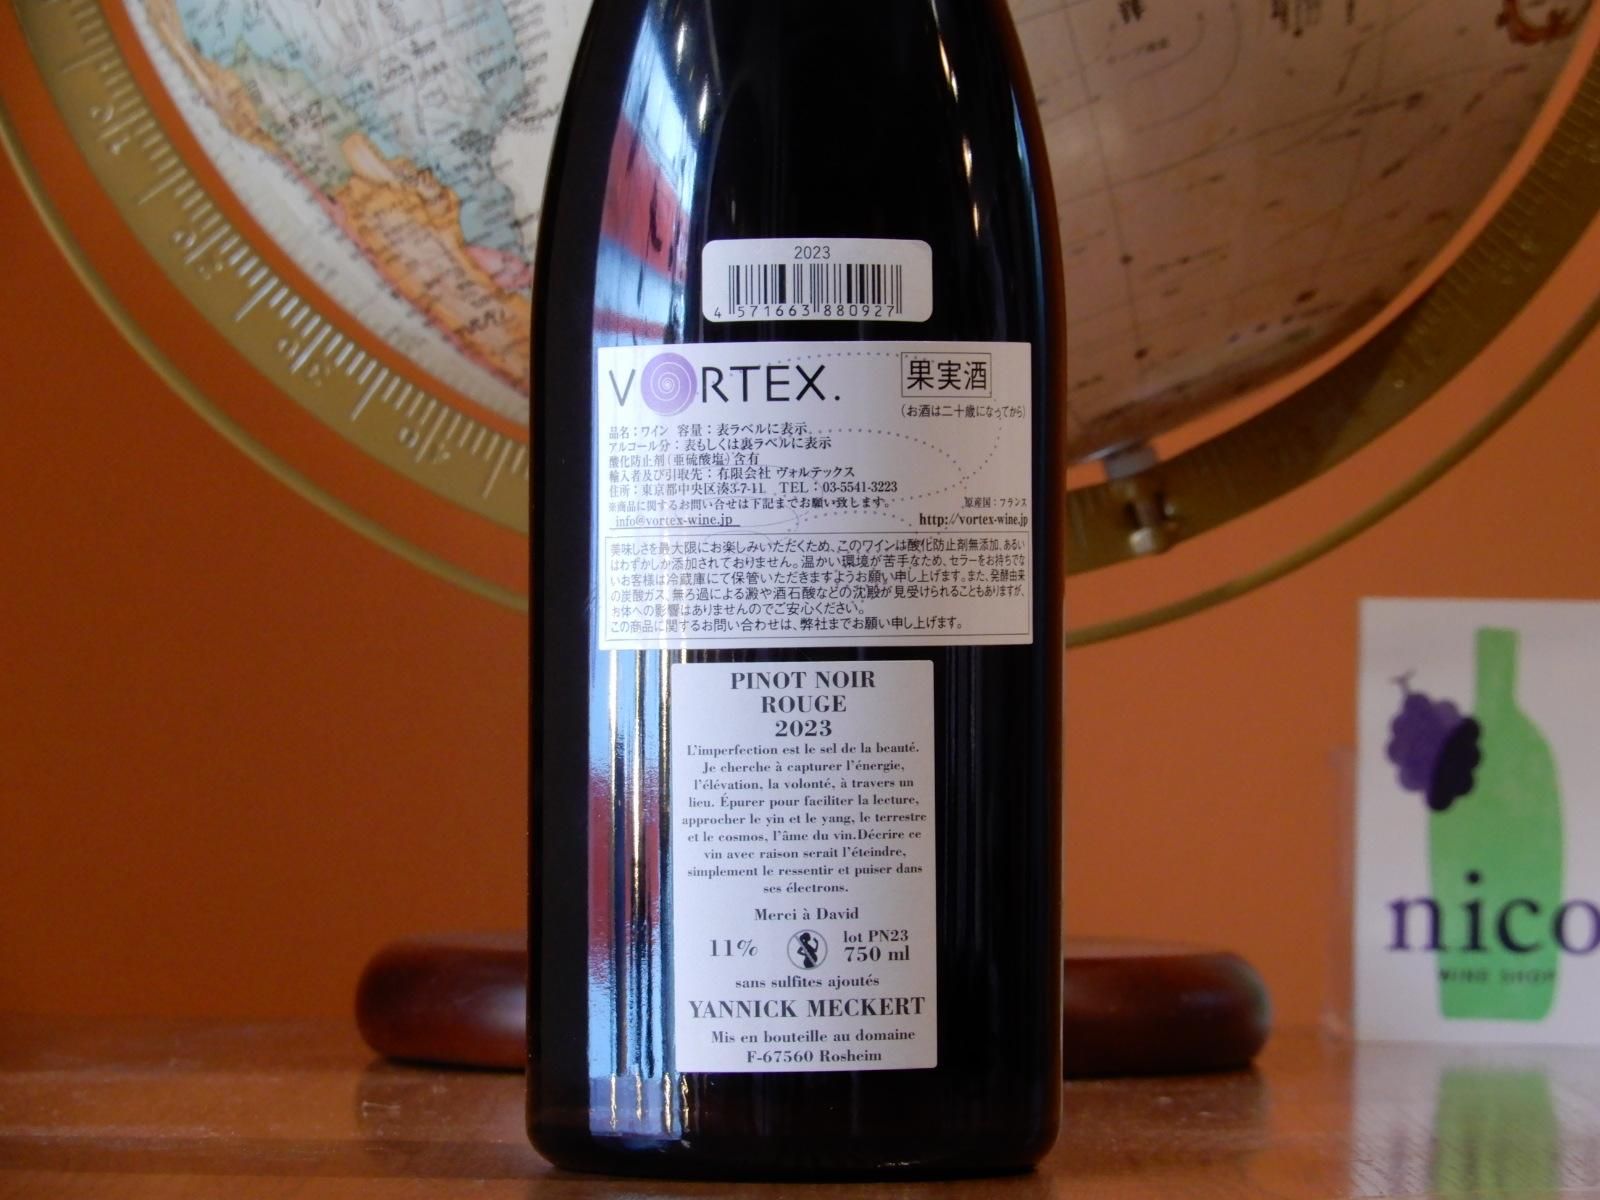 2023
4 571663 880927
VORTEX.
果実酒
(お酒は二十歳になってから)
品名：ワイン 容量：表ラベルに表示
アルコール分：表もしくは裏ラベルに表示
酸化防止剤(亜硫酸塩)含有
輸入者及び引取先：有限会社 ヴォルテックス
住所：東京都中央区湊3-7-11 TEL：03-5541-3223
※商品に関するお問い合せは下記までお願い致します。
原産国：フランス
info@vortex-wine.jp
http://vortex-wine.jp
美味しさを最大限にお楽しみいただくため、このワインは酸化防止剤無添加、あるい
はわずかしか添加されておりません。温かい環境が苦手なため、セラーをお持ちでな
いお客様は冷蔵庫にて保管いただきますようお願い申し上げます。また、発酵由来
の炭酸ガス、無ろ過による澱や酒石酸などの沈殿が見受けられることもありますが、
お体への影響はありませんのでご安心ください。
この商品に関するお問い合わせは、弊社までお願い申し上げます。
PINOT NOIR
ROUGE
2023
L'imperfection est le sel de la beauté.
Je cherche à capturer l'énergie,
l'élévation, la volonté, à travers un
lieu. Épurer pour faciliter la lecture,
approcher le yin et le yang, le terrestre
et le cosmos, l'âme du vin.Décrire ce
vin avec raison serait l'éteindre,
simplement le ressentir et puiser dans
ses électrons.
Merci à David
11%
lot PN23
750 ml
sans sulfites ajoutés
YANNICK MECKERT
Mis en bouteille au domaine
F-67560 Rosheim
nico
WINE SHOP